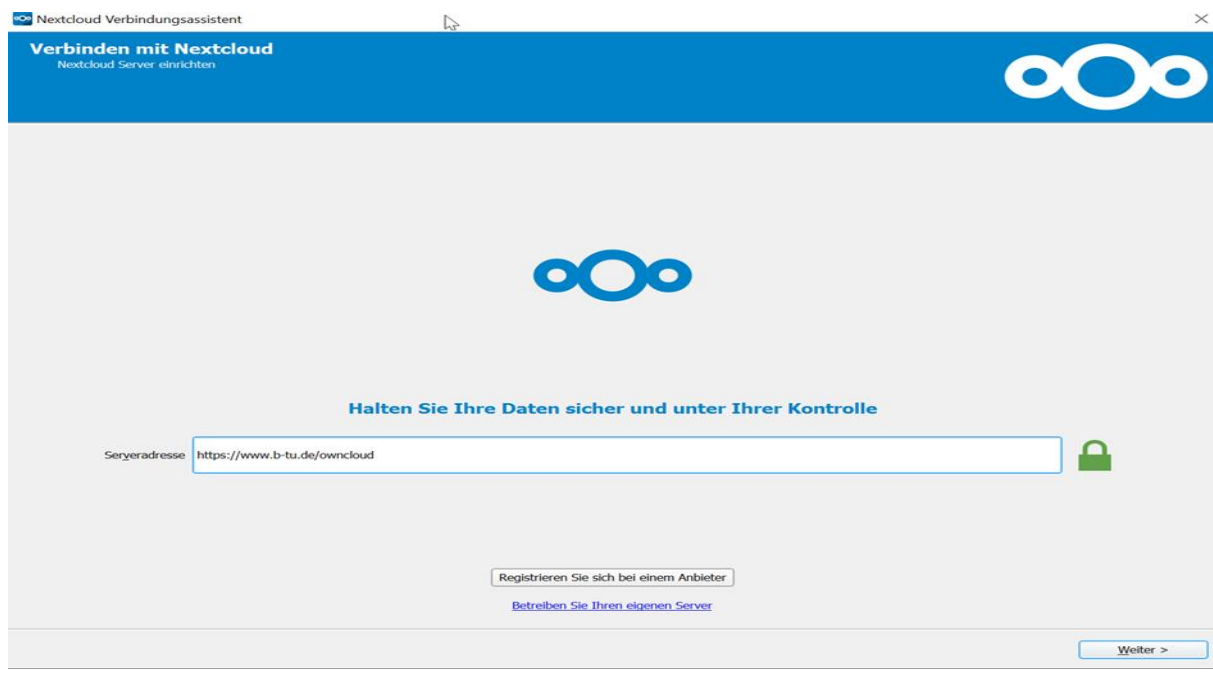 Nextcloud Verbindungsassistent
Verbinden mit Nextcloud
Nextcloud Server einrichten
Halten Sie Ihre Daten sicher und unter Ihrer Kontrolle
Serveradresse https://www.b-tu.de/owncloud
Registrieren Sie sich bei einem Anbieter
Betreiben Sie Ihren eigenen Server
Weiter >